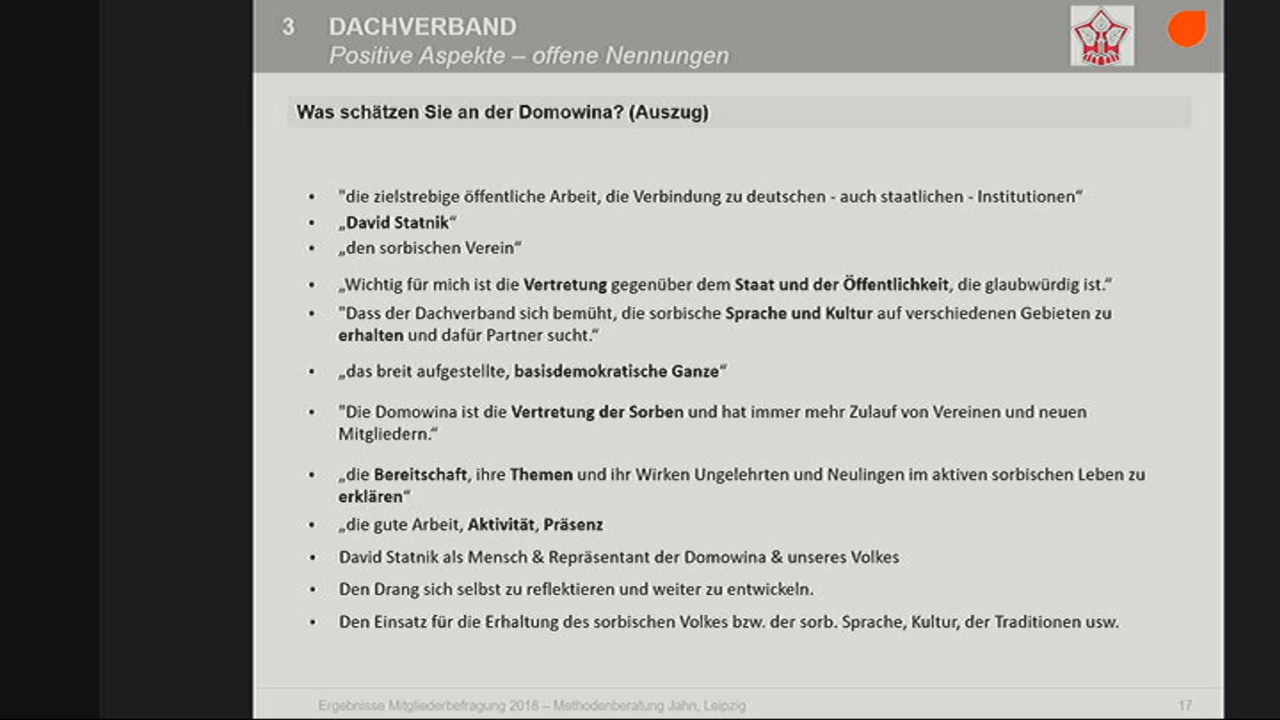 3 DACHVERBAND
Positive Aspekte – offene Nennungen
Was schätzen Sie an der Domowina? (Auszug)
• "die zielstrebige öffentliche Arbeit, die Verbindung zu deutschen - auch staatlichen - Institutionen“
• „David Statnik“
• „den sorbischen Verein“
• „Wichtig für mich ist die Vertretung gegenüber dem Staat und der Öffentlichkeit, die glaubwürdig ist.“
• "Dass der Dachverband sich bemüht, die sorbische Sprache und Kultur auf verschiedenen Gebieten zu
erhalten und dafür Partner sucht.“
• „das breit aufgestellte, basisdemokratische Ganze“
• "Die Domowina ist die Vertretung der Sorben und hat immer mehr Zulauf von Vereinen und neuen
Mitgliedern.“
• „die Bereitschaft, ihre Themen und ihr Wirken Ungelehrten und Neulingen im aktiven sorbischen Leben zu
erklären“
• „die gute Arbeit, Aktivität, Präsenz
• David Statnik als Mensch & Repräsentant der Domowina & unseres Volkes
• Den Drang sich selbst zu reflektieren und weiter zu entwickeln.
• Den Einsatz für die Erhaltung des sorbischen Volkes bzw. der sorb. Sprache, Kultur, der Traditionen usw.
Ergebnisse Mitgliederbefragung 2018 – Methodenberatung Jahn, Leipzig 17